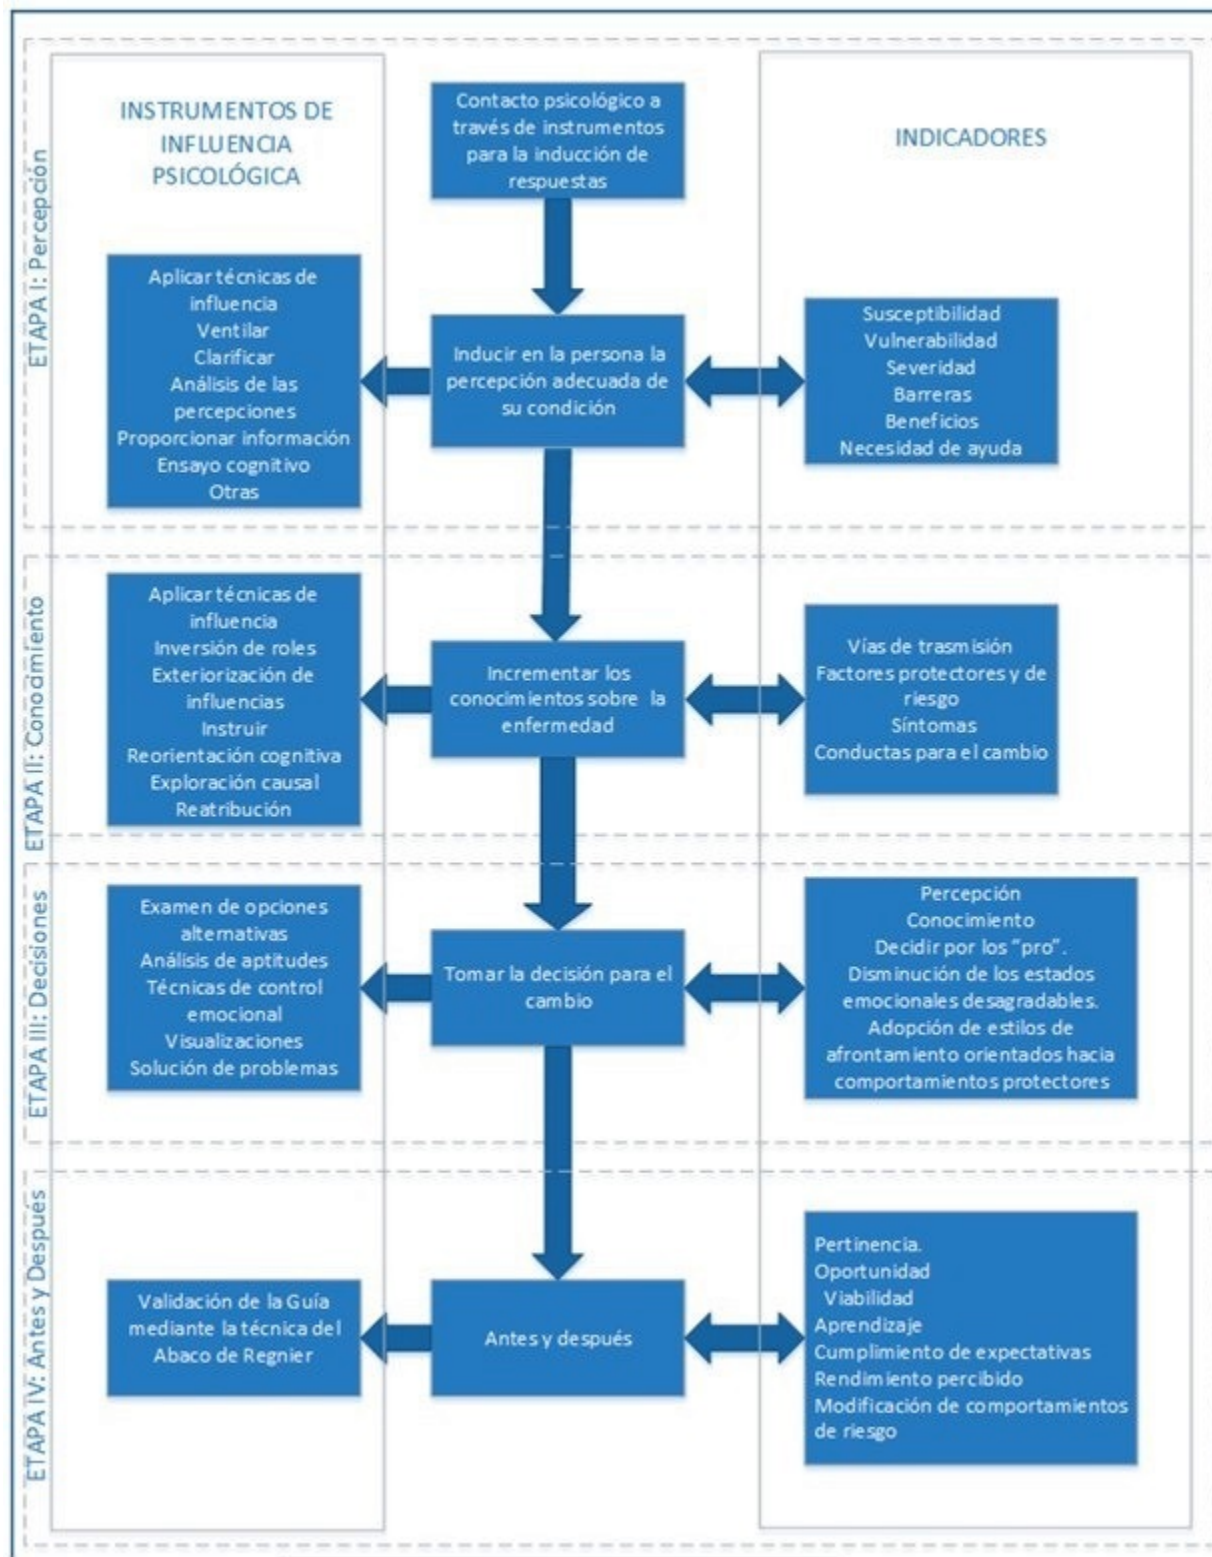 INSTRUMENTOS DE
INFLUENCIA
PSICOLÓGICA
Contacto psicológico a
través de instrumentos
para la inducción de
respuestas
INDICADORES
ETAPA I: Percepción
Aplicar técnicas de
influencia
Ventilar
Clarificar
Análisis de las
percepciones
Proporcionar información
Ensayo cognitivo
Otras
Inducir en la persona la
percepción adecuada de
su condición
Susceptibilidad
Vulnerabilidad
Severidad
Barreras
Beneficios
Necesidad de ayuda
ETAPA II: Conodmiento
Aplicar técnicas de
influencia
Inversión de roles
Exteriorización de
influencias
Instruir
Reorientación cognitiva
Exploración causal
Reatribución
Incrementar los
conocimientos sobre la
enfermedad
Vías de trasmisión
Factores protectores y de
riesgo
Síntomas
Conductas para el cambio
ETAPA III: Decisiones
Examen de opciones
alternativas
Análisis de aptitudes
Técnicas de control
emocional
Visualizaciones
Solución de problemas
Tomar la decisión para el
cambio
Percepción
Conocimiento
Decidir por los “pro”.
Disminución de los estados
emocionales desagradables.
Adopción de estilos de
afrontamiento orientados hacia
comportamientos protectores
ETAPA IV: Antes y Después
Validación de la Guía
mediante la técnica del
Abaco de Regnier
Antes y después
Pertinencia.
Oportunidad
Viabilidad
Aprendizaje
Cumplimiento de expectativas
Rendimiento percibido
Modificación de comportamientos
de riesgo